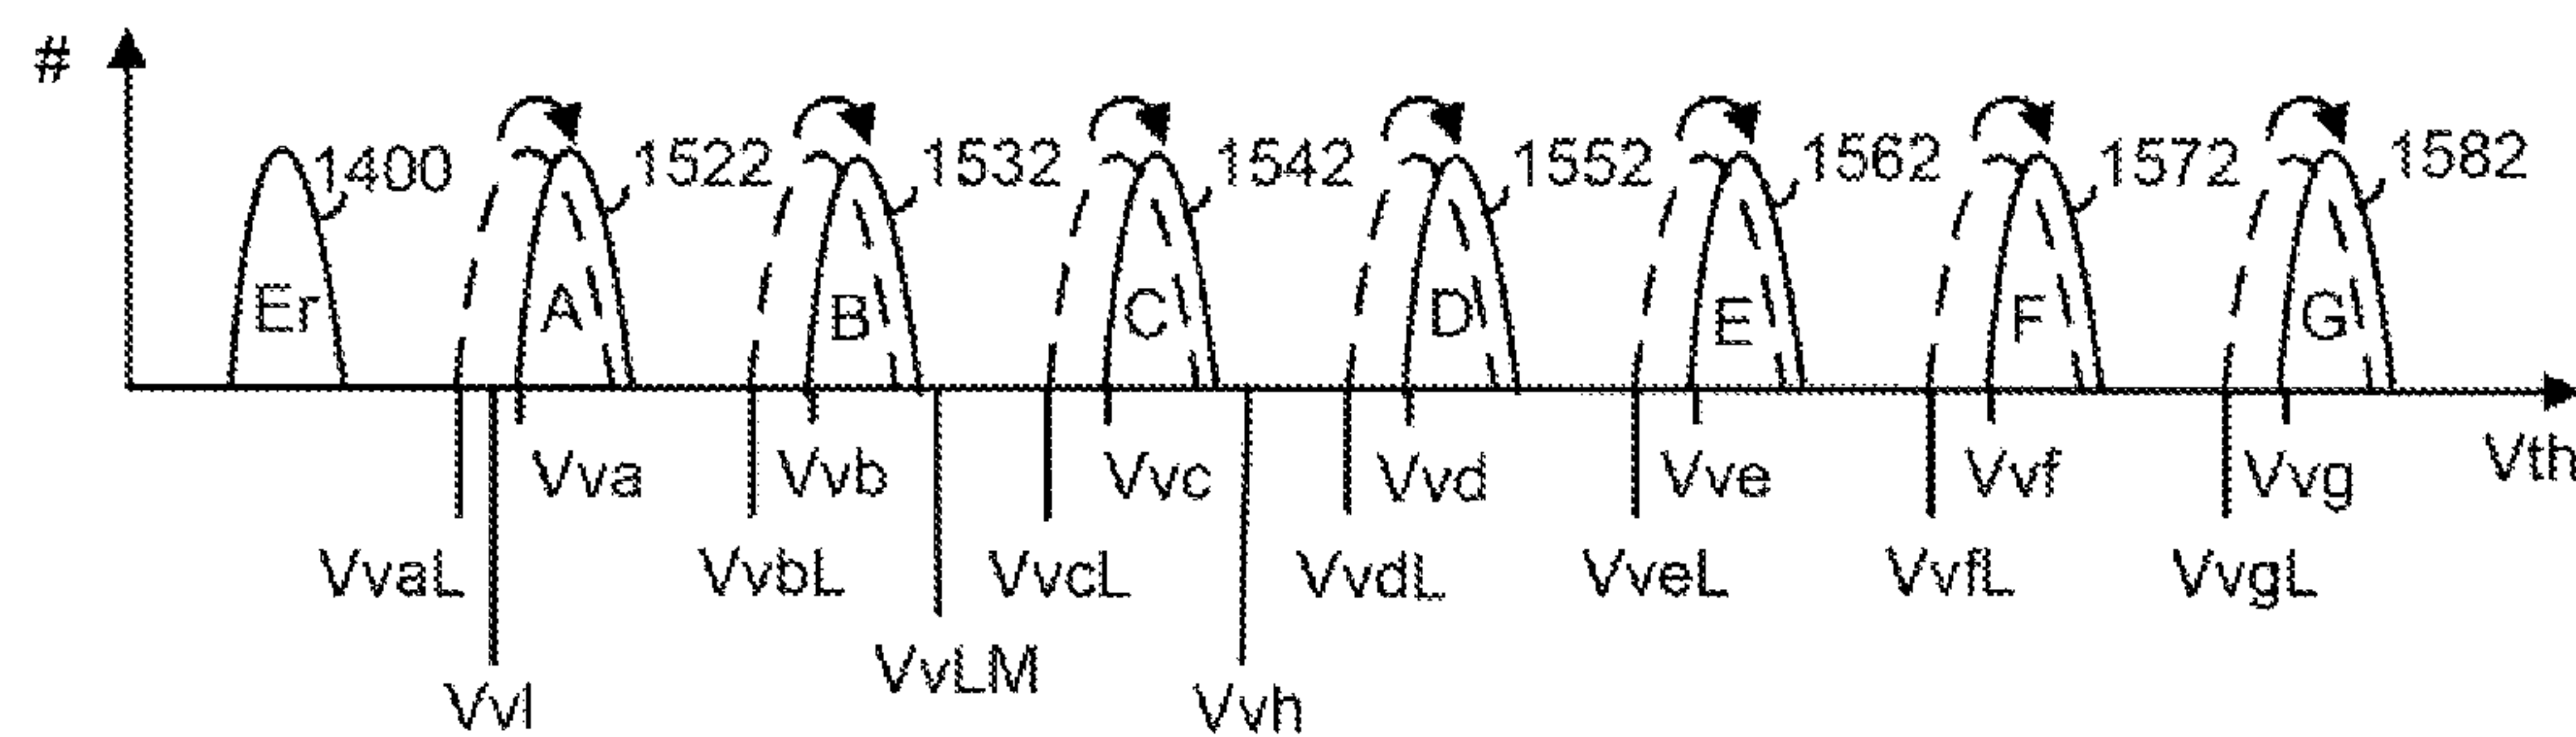 #
1400 1522 1532 1542 1552 1562 1572 1582
Er A B C D E F G
Vva Vvb Vvc Vvd Vve Vvf Vvg Vth
VvaL VvbL VvcL VvdL VveL VvfL VvgL
VvLM
Vvl Vvh